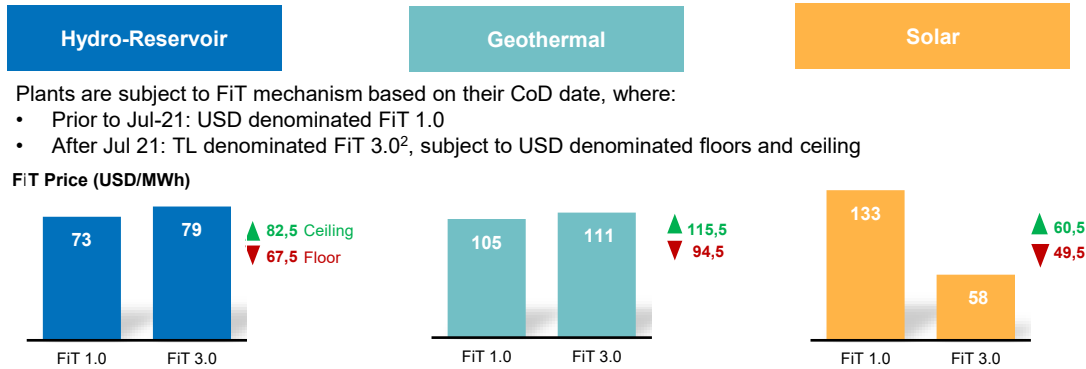 Hydro-Reservoir
Geothermal
Solar
Plants are subject to FiT mechanism based on their CoD date, where:
• Prior to Jul-21: USD denominated FiT 1.0
• After Jul 21: TL denominated FiT 3.0², subject to USD denominated floors and ceiling
FiT Price (USD/MWh)
73
79
82,5 Ceiling
67,5 Floor
FiT 1.0
FiT 3.0
105
111
115,5
94,5
FiT 1.0
FiT 3.0
133
58
60,5
49,5
FiT 1.0
FiT 3.0